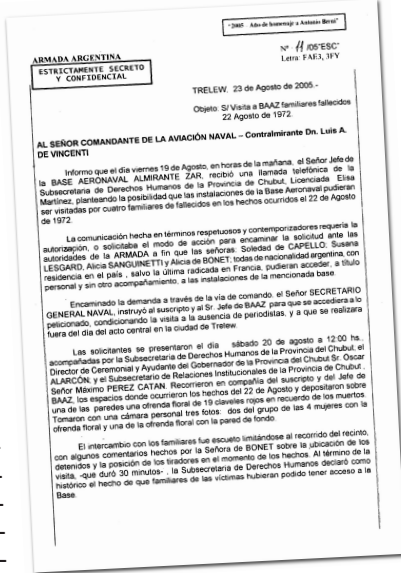 "2005 - Año de homenaje a Antonio Berni"
ARMADA ARGENTINA
ESTRICTAMENTE SECRETO
Y CONFIDENCIAL
Nº 11 /05"ESC"
Letra: FAE3, 3FY
TRELEW, 23 de Agosto de 2005.-
Objeto: S/ Visita a BAAZ familiares fallecidos
22 Agosto de 1972.
AL SEÑOR COMANDANTE DE LA AVIACIÓN NAVAL – Contralmirante Dn. Luis A.
DE VINCENTI
Informo que el día viernes 19 de Agosto, en horas de la mañana, el Señor Jefe de
la BASE AERONAVAL ALMIRANTE ZAR, recibió una llamada telefónica de la
Subsecretaria de Derechos Humanos de la Provincia de Chubut, Licenciada Elisa
Martínez, planteando la posibilidad que las instalaciones de la Base Aeronaval pudieran
ser visitadas por cuatro familiares de fallecidos en los hechos ocurridos el 22 de Agosto
de 1972.
La comunicación hecha en términos respetuosos y contemporizadores requería la
autorización, o solicitaba el modo de acción para encaminar la solicitud ante las
autoridades de la ARMADA a fin que las señoras: Soledad de CAPELLO; Susana
LESGARD, Alicia SANGUINETTI y Alicia de BONET; todas de nacionalidad argentina, con
residencia en el país , salvo la última radicada en Francia, pudieran acceder, a título
personal y sin otro acompañamiento, a las instalaciones de la mencionada base.
Encaminado la demanda a través de la vía de comando, el Señor SECRETARIO
GENERAL NAVAL, instruyó al suscripto y al Sr. Jefe de BAAZ para que se accediera a lo
peticionado, condicionando la visita a la ausencia de periodistas, y a que se realizara
fuera del día del acto central en la ciudad de Trelew.
Las solicitantes se presentaron el día sábado 20 de agosto a 12:00 hs.,
acompañadas por la Subsecretaria de Derechos Humanos de la Provincia del Chubut, el
Director de Ceremonial y Ayudante del Gobernador de la Provincia del Chubut Sr. Oscar
ALARCÓN, y el Subsecretario de Relaciones Institucionales de la Provincia de Chubut ,
Señor Máximo PEREZ CATAN. Recorrieron en compañía del suscripto y del Jefe de
BAAZ, los espacios donde ocurrieron los hechos del 22 de Agosto y depositaron sobre
una de las paredes una ofrenda floral de 19 claveles rojos en recuerdo de los muertos.
Tomaron con una cámara personal tres fotos: dos del grupo de las 4 mujeres con la
ofrenda floral y una de la ofrenda floral con la pared de fondo.
El intercambio con los familiares fue escueto limitándose al recorrido del recinto,
con algunos comentarios hechos por la Señora de BONET sobre la ubicación de los
detenidos y la posición de los tiradores en el momento de los hechos. Al término de la
visita, -que duró 30 minutos- , la Subsecretaria de Derechos Humanos declaró como
histórico el hecho de que familiares de las víctimas hubieran podido tener acceso a la
Base.